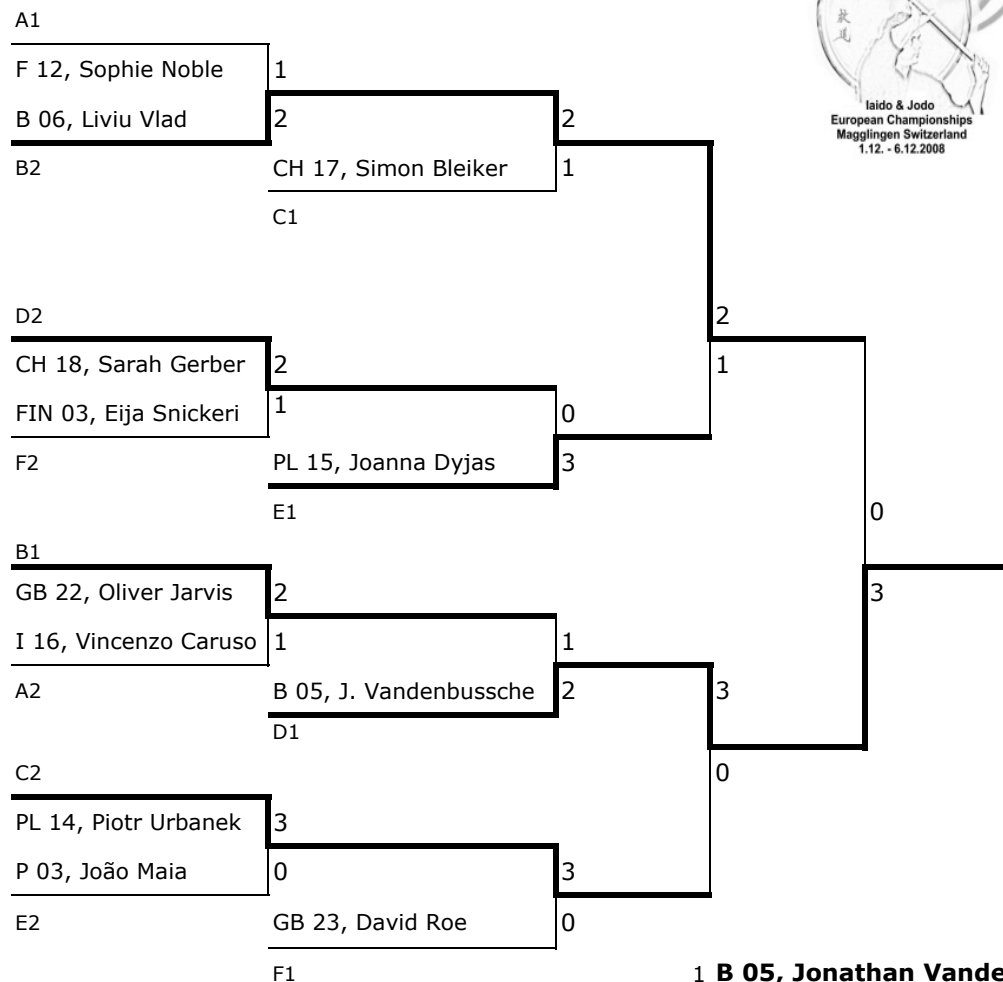 A1
F 12, Sophie Noble 1
B 06, Liviu Vlad 2 2
B2 CH 17, Simon Bleiker 1
C1
Iaido & Jodo
European Championships
Magglingen Switzerland
1.12. - 6.12.2008
D2 2
CH 18, Sarah Gerber 2 1
FIN 03, Eija Snickeri 1 0
F2 PL 15, Joanna Dyjas 3
E1 0
B1
GB 22, Oliver Jarvis 2 3
I 16, Vincenzo Caruso 1 1
A2 B 05, J. Vandenbussche 2 3
D1
C2 0
PL 14, Piotr Urbanek 3
P 03, João Maia 0 3
E2 GB 23, David Roe 0
F1 1 B 05, Jonathan Vande